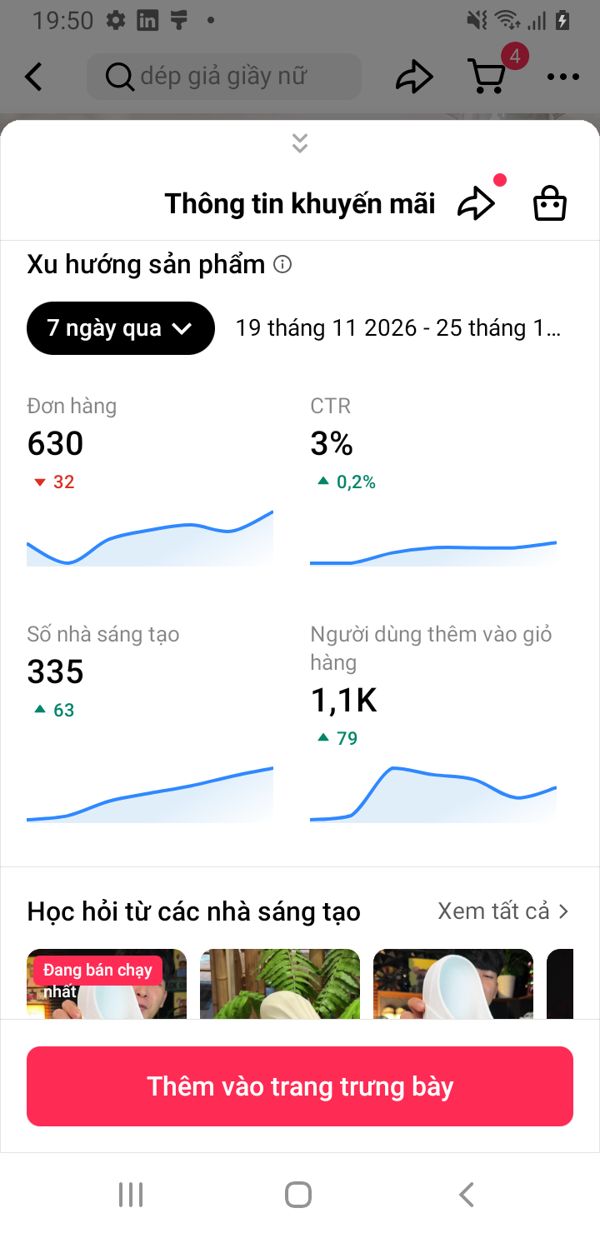 19:50
dép giả giầy nữ
4
Thông tin khuyến mãi
Xu hướng sản phẩm
7 ngày qua
19 tháng 11 2026 - 25 tháng 1...
Đơn hàng
630
32
CTR
3%
0,2%
Số nhà sáng tạo
335
63
Người dùng thêm vào giỏ
hàng
1,1K
79
Học hỏi từ các nhà sáng tạo
Xem tất cả
Đang bán chạy
nhất
Thêm vào trang trưng bày